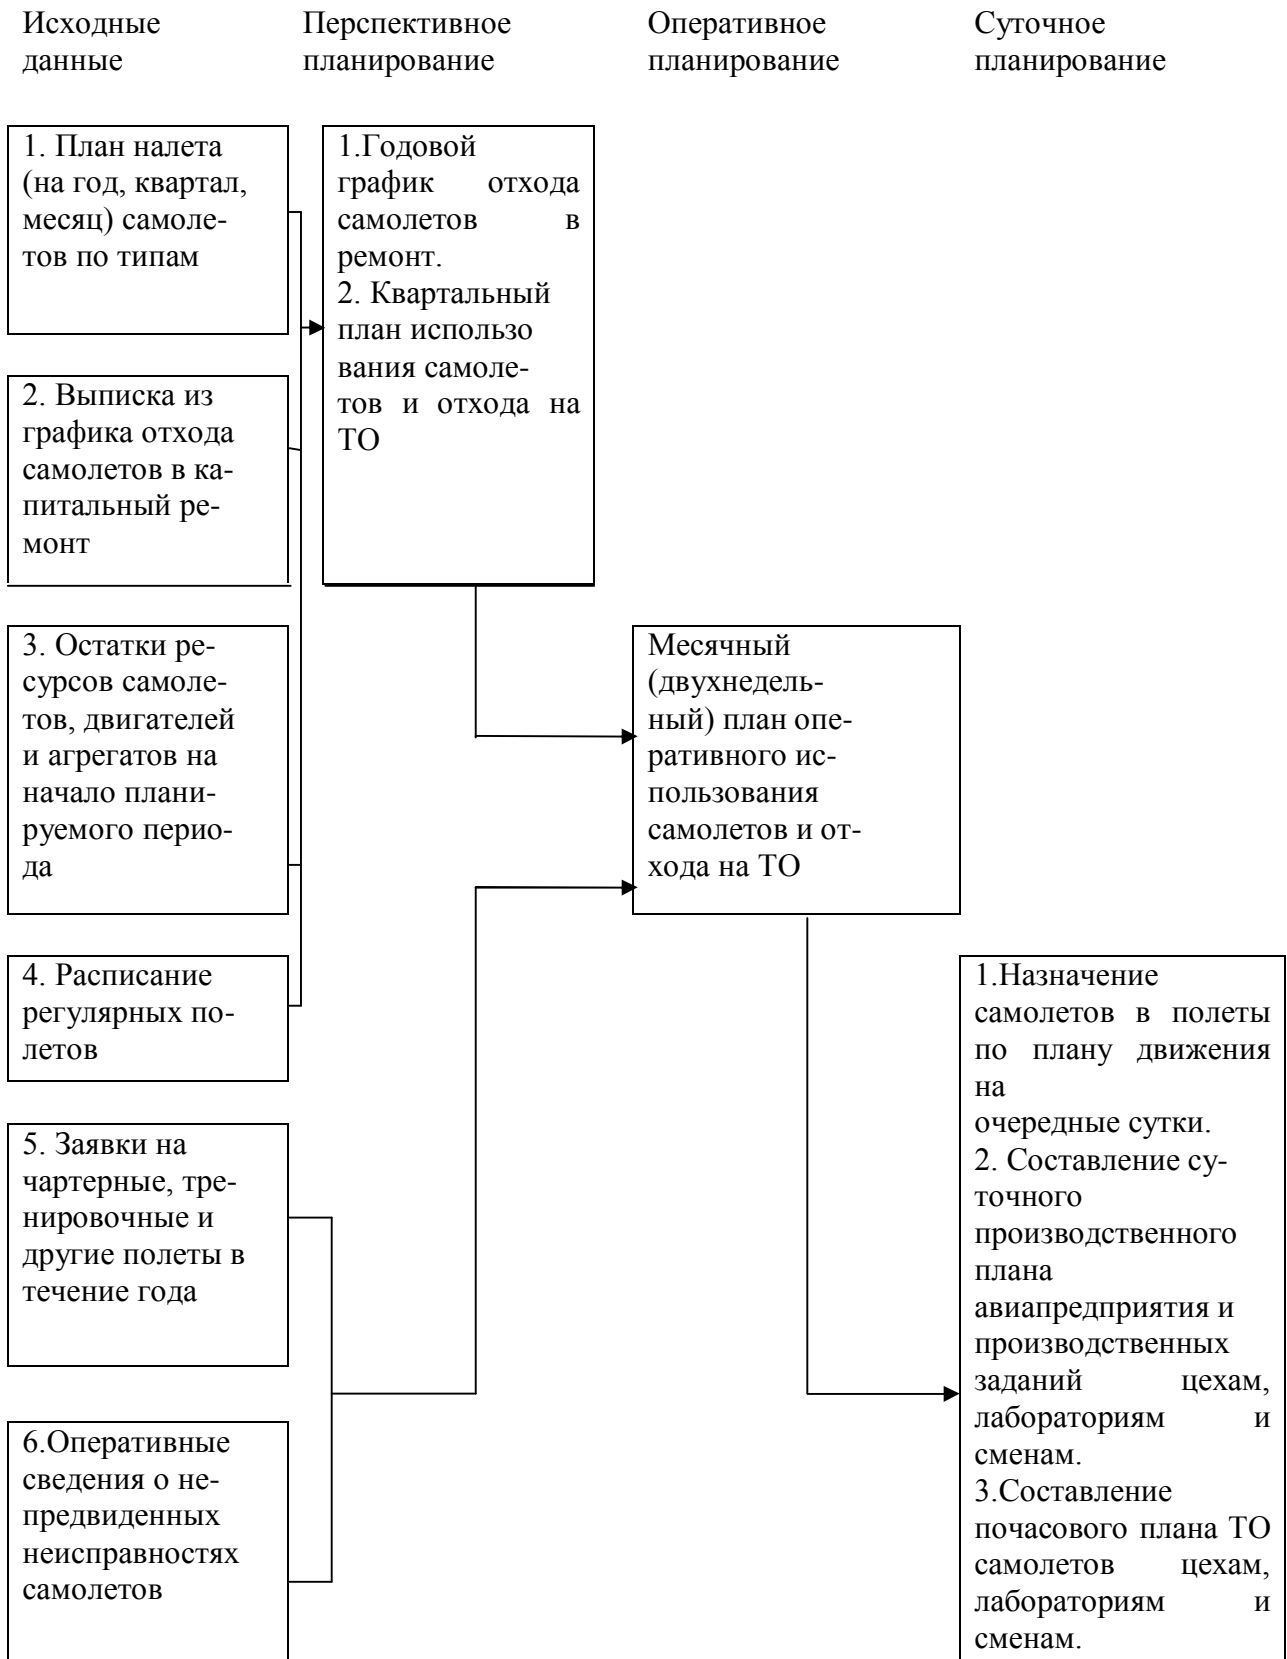 Исходные
данные
Перспективное
планирование
Оперативное
планирование
Суточное
планирование
1. План налета
(на год, квартал,
месяц) самоле-
тов по типам
2. Выписка из
графика отхода
самолетов в ка-
питальный ре-
монт
3. Остатки ре-
сурсов самоле-
тов, двигателей
и агрегатов на
начало плани-
руемого перио-
да
4. Расписание
регулярных по-
летов
5. Заявки на
чартерные, тре-
нировочные и
другие полеты в
течение года
6.Оперативные
сведения о не-
предвиденных
неисправностях
самолетов
1.Годовой
график отхода
самолетов в
ремонт.
2. Квартальный
план использо
вания самоле-
тов и отхода на
ТО
Месячный
(двухнедель-
ный) план опе-
ративного ис-
пользования
самолетов и от-
хода на ТО
1.Назначение
самолетов в полеты
по плану движения
на
очередные сутки.
2. Составление су-
точного
производственного
плана
авиапредприятия и
производственных
заданий цехам,
лабораториям и
сменам.
3.Составление
почасового плана ТО
самолетов цехам,
лабораториям и
сменам.